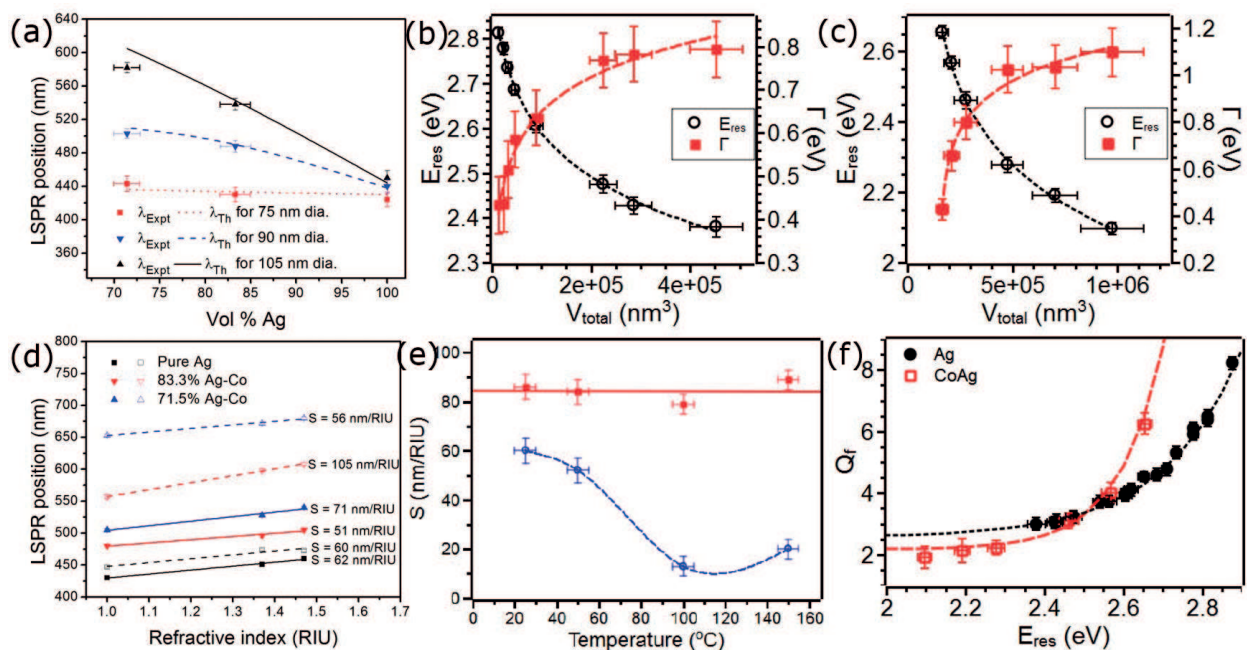 (a)
LSPR position (nm)
640
600
560
520
480
440
400
360
λExpt λTh for 75 nm dia.
λExpt λTh for 90 nm dia.
λExpt λTh for 105 nm dia.
70 75 80 85 90 95 100
Vol % Ag
(b)
Eres (eV)
2.8
2.7
2.6
2.5
2.4
2.3
Eres
Γ
0.8
0.7
0.6
0.5
0.4
0.3
Γ (eV)
0 2e+05 4e+05
Vtotal (nm³)
(c)
Eres (eV)
2.6
2.4
2.2
2
Eres
Γ
1.2
1
0.8
0.6
0.4
0.2
Γ (eV)
0 5e+05 1e+06
Vtotal (nm³)
(d)
LSPR position (nm)
800
750
700
650
600
550
500
450
400
Pure Ag
83.3% Ag-Co
71.5% Ag-Co
S = 56 nm/RIU
S = 105 nm/RIU
S = 71 nm/RIU
S = 51 nm/RIU
S = 60 nm/RIU
S = 62 nm/RIU
1.0 1.1 1.2 1.3 1.4 1.5 1.6 1.7
Refractive index (RIU)
(e)
S (nm/RIU)
100
80
60
40
20
0
0 25 50 75 100 125 150
Temperature (°C)
(f)
Qf
8
6
4
2
Ag
CoAg
2 2.2 2.4 2.6 2.8
Eres (eV)